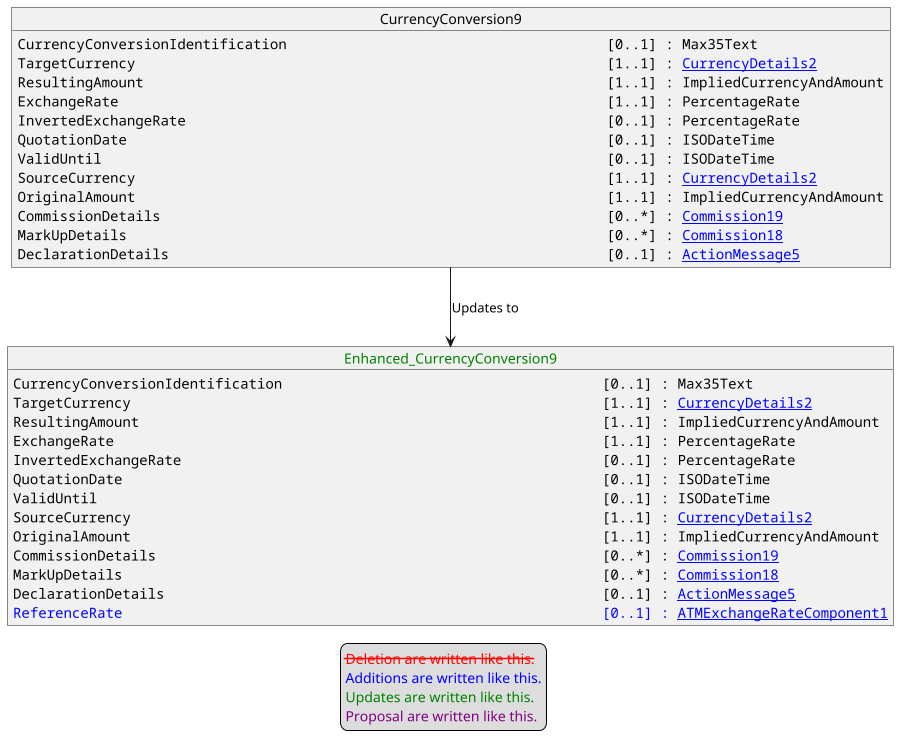 CurrencyConversion9
CurrencyConversionIdentification [0..1] : Max35Text
TargetCurrency [1..1] : CurrencyDetails2
ResultingAmount [1..1] : ImpliedCurrencyAndAmount
ExchangeRate [1..1] : PercentageRate
InvertedExchangeRate [0..1] : PercentageRate
QuotationDate [0..1] : ISODateTime
ValidUntil [0..1] : ISODateTime
SourceCurrency [1..1] : CurrencyDetails2
OriginalAmount [1..1] : ImpliedCurrencyAndAmount
CommissionDetails [0..*] : Commission19
MarkUpDetails [0..*] : Commission18
DeclarationDetails [0..1] : ActionMessage5
Updates to
Enhanced_CurrencyConversion9
CurrencyConversionIdentification [0..1] : Max35Text
TargetCurrency [1..1] : CurrencyDetails2
ResultingAmount [1..1] : ImpliedCurrencyAndAmount
ExchangeRate [1..1] : PercentageRate
InvertedExchangeRate [0..1] : PercentageRate
QuotationDate [0..1] : ISODateTime
ValidUntil [0..1] : ISODateTime
SourceCurrency [1..1] : CurrencyDetails2
OriginalAmount [1..1] : ImpliedCurrencyAndAmount
CommissionDetails [0..*] : Commission19
MarkUpDetails [0..*] : Commission18
DeclarationDetails [0..1] : ActionMessage5
ReferenceRate [0..1] : ATMExchangeRateComponent1
Deletion are written like this.
Additions are written like this.
Updates are written like this.
Proposal are written like this.